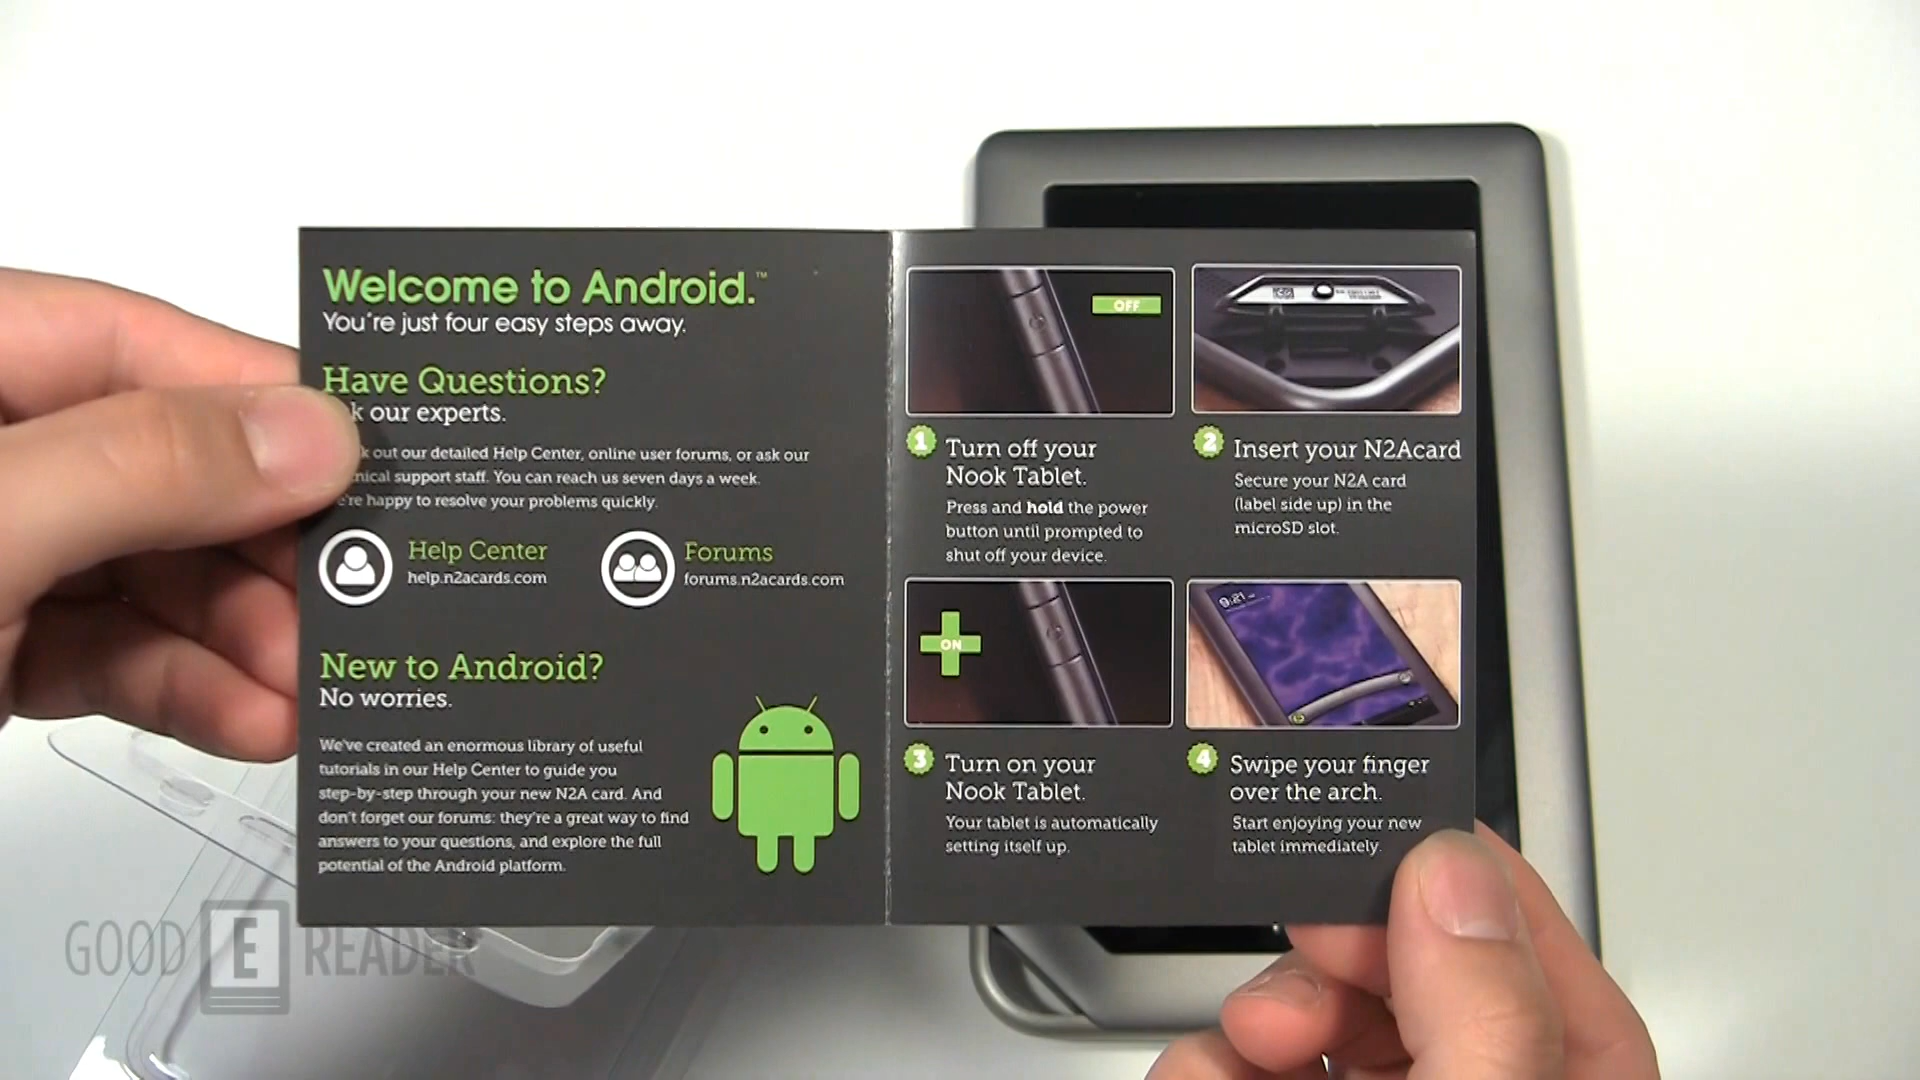 Welcome to Android.™
You're just four easy steps away.
Have Questions?
k our experts.
k out our detailed Help Center, online user forums, or ask our
nical support staff. You can reach us seven days a week.
e're happy to resolve your problems quickly.
Help Center
help.n2acards.com
Forums
forums.n2acards.com
New to Android?
No worries.
We've created an enormous library of useful
tutorials in our Help Center to guide you
step-by-step through your new N2A card. And
don't forget our forums: they're a great way to find
answers to your questions, and explore the full
potential of the Android platform.
OFF
1 Turn off your
Nook Tablet.
Press and hold the power
button until prompted to
shut off your device.
2 Insert your N2Acard
Secure your N2A card
(label side up) in the
microSD slot.
ON
3 Turn on your
Nook Tablet.
Your tablet is automatically
setting itself up.
9:21
4 Swipe your finger
over the arch.
Start enjoying your new
tablet immediately.
GOOD E READER